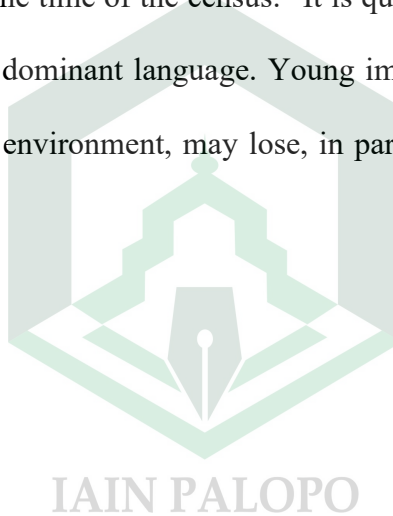 the time of the census." It is qu
dominant language. Young im
environment, may lose, in par
IAIN PALOPO